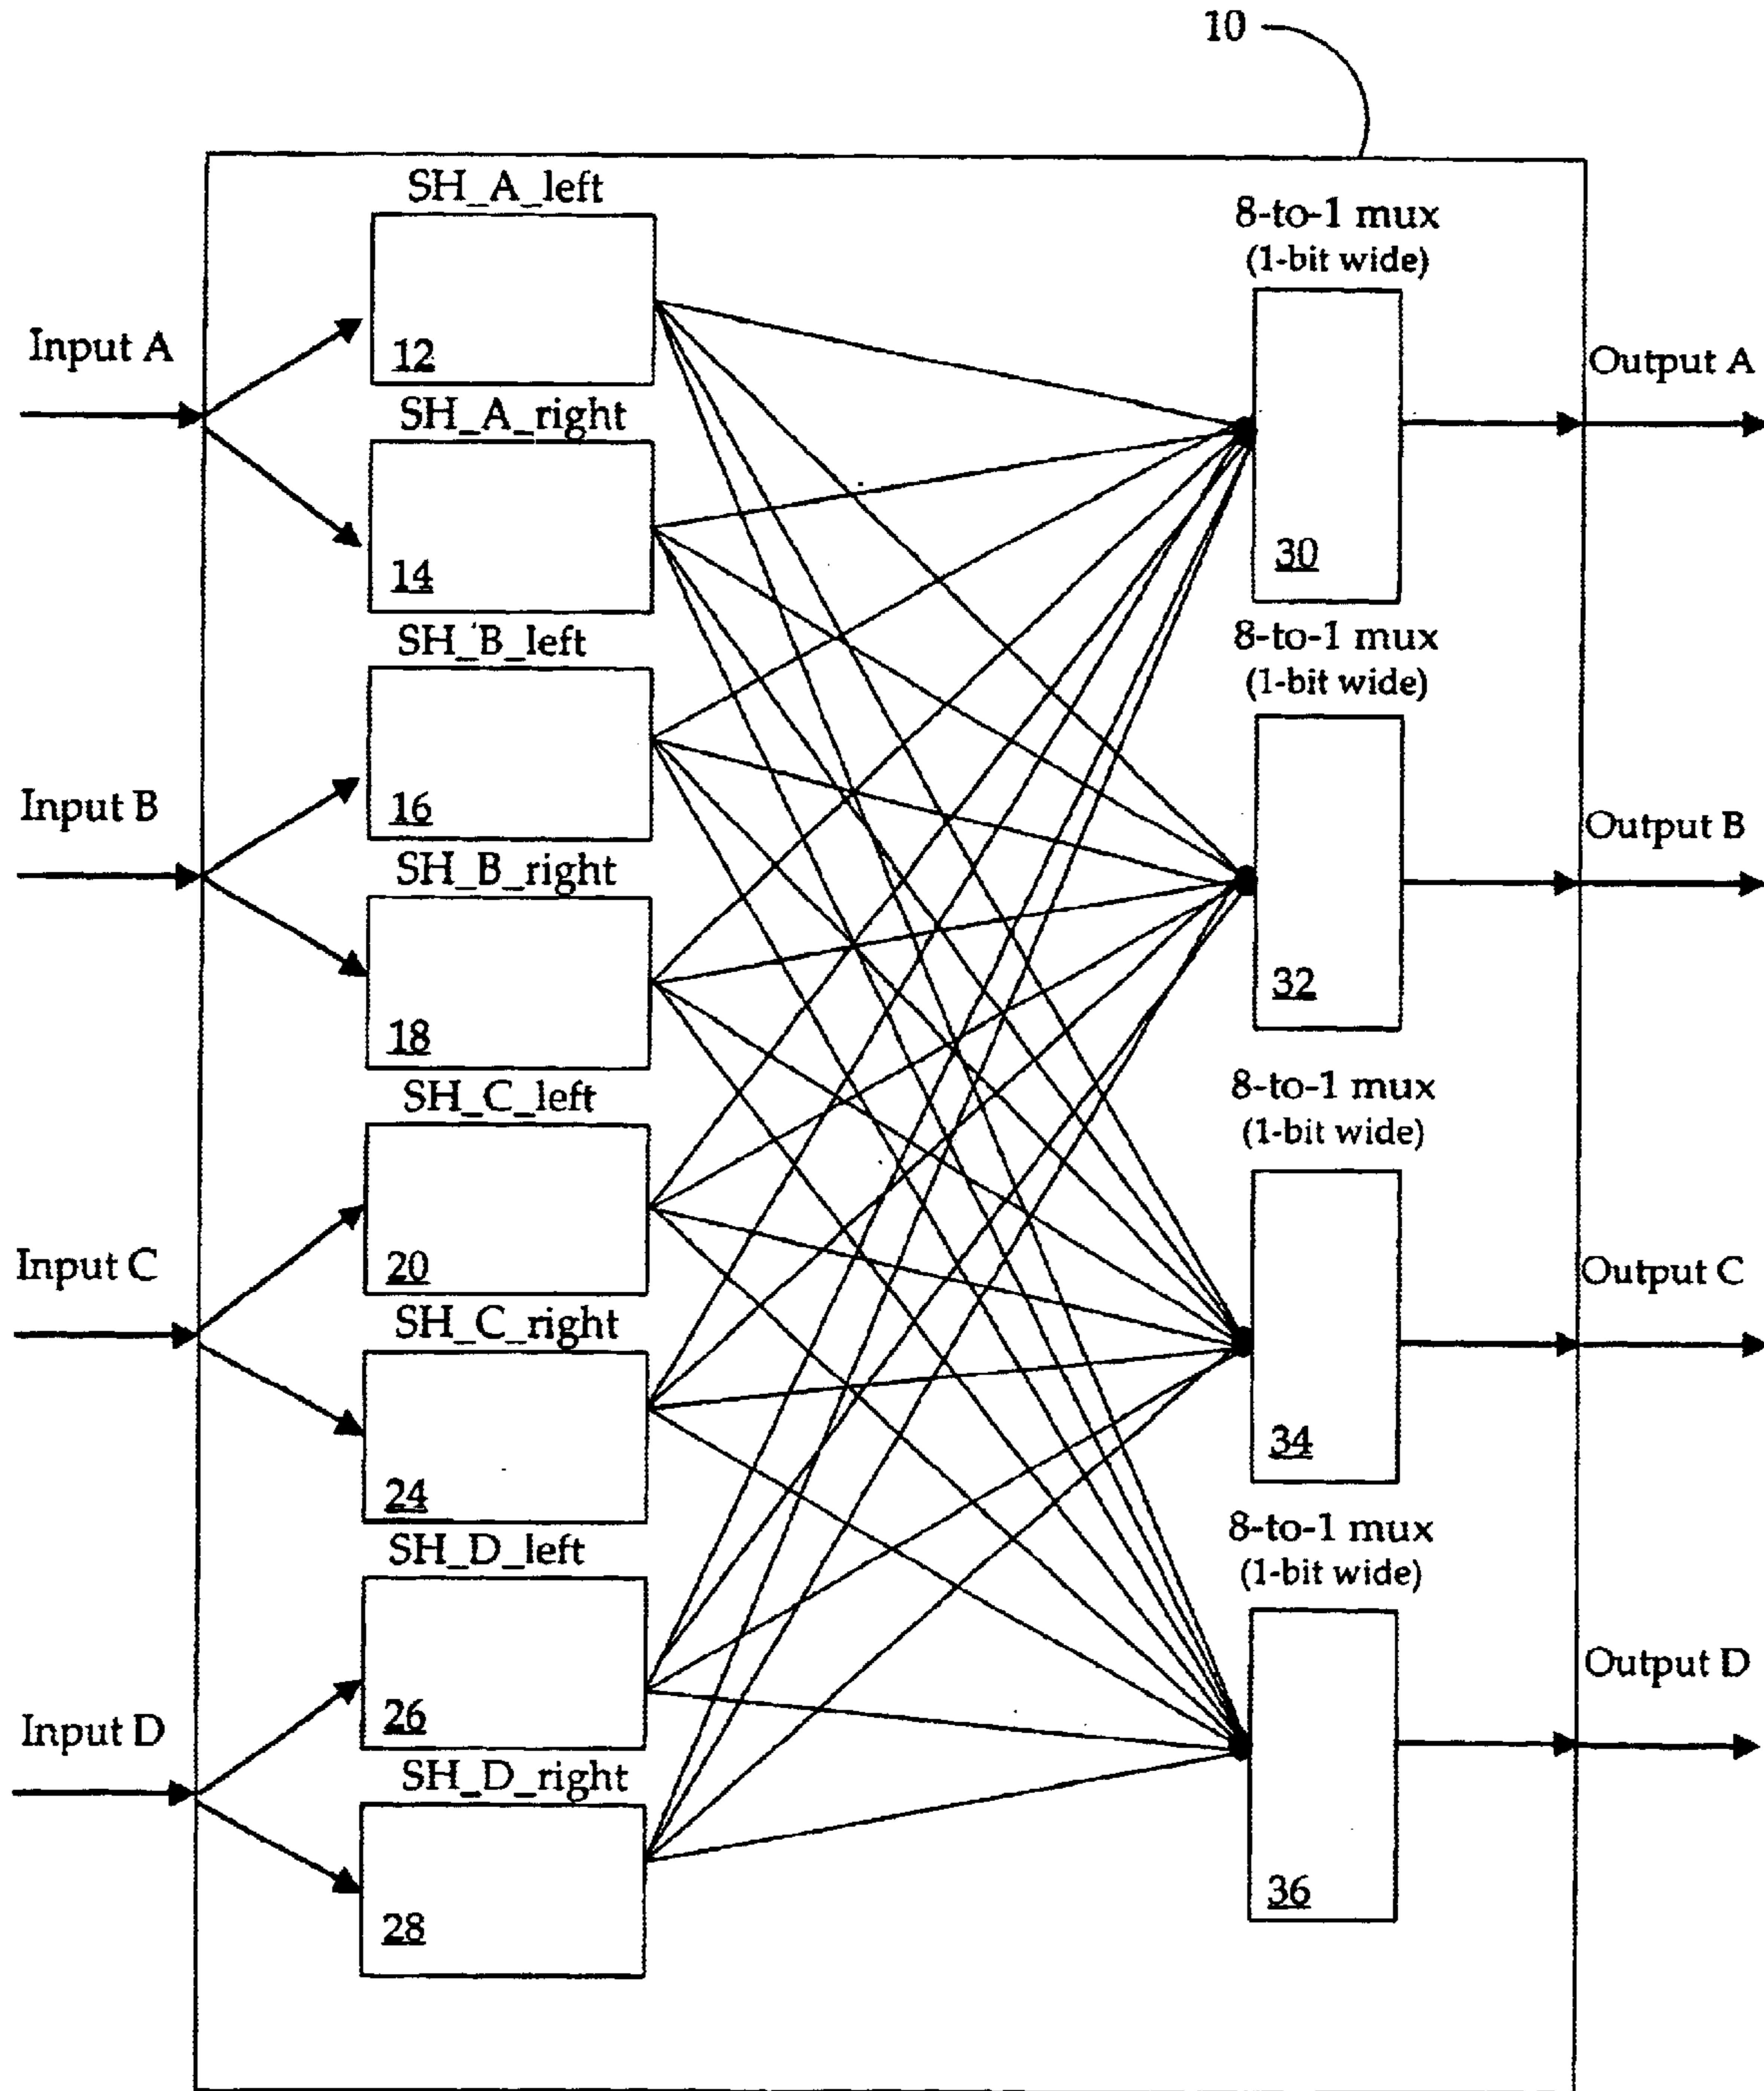 10
SH_A_left
8-to-1 mux
(1-bit wide)
Input A
12
Output A
SH_A_right
14
30
SH_B_left
8-to-1 mux
(1-bit wide)
Input B
16
Output B
SH_B_right
18
32
SH_C_left
8-to-1 mux
(1-bit wide)
Input C
20
Output C
SH_C_right
24
34
SH_D_left
8-to-1 mux
(1-bit wide)
Input D
26
Output D
SH_D_right
28
36